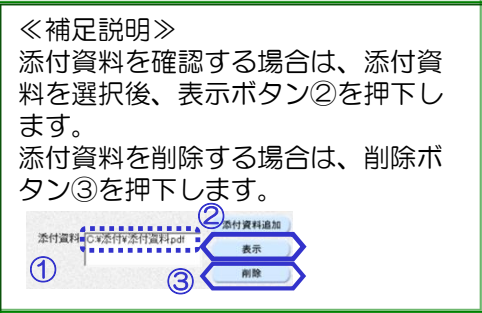 ≪補足説明≫
添付資料を確認する場合は、添付資
料を選択後、表示ボタン②を押下し
ます。
添付資料を削除する場合は、削除ボ
タン③を押下します。
②
添付資料追加
添付資料 C:¥添付¥添付資料.pdf
表示
①
③
削除